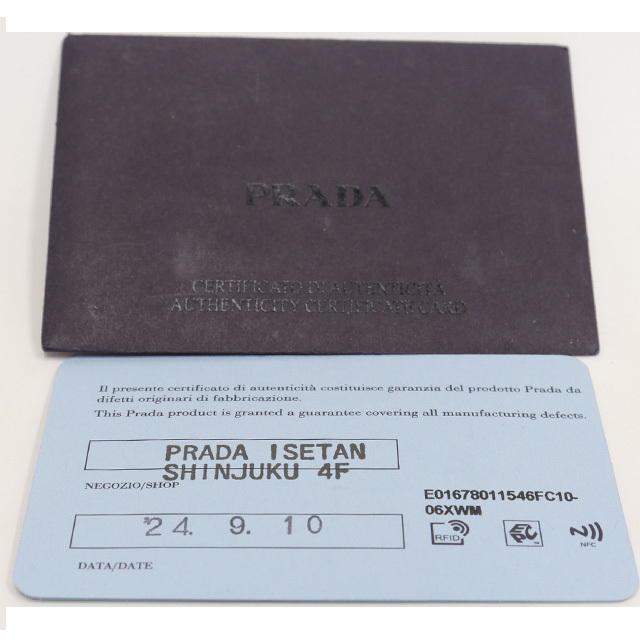 PRADA
CERTIFICATO DI AUTENTICITÀ
AUTHENTICITY CERTIFICATE CARD
Il presente certificato di autenticità costituisce garanzia del prodotto Prada da
difetti originari di fabbricazione.
This Prada product is granted a guarantee covering all manufacturing defects.
PRADA ISETAN
SHINJUKU 4F
NEGOZIO/SHOP
E01678011546FC10-
06XWM
'24. 9. 10
RFID
EPC
NFC
DATA/DATE